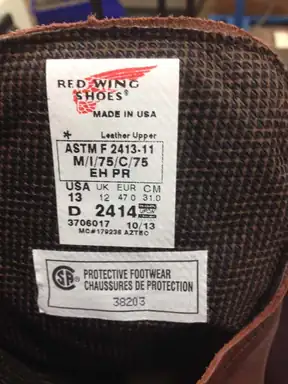 RED WING
SHOES®
MADE IN USA
* Leather Upper
ASTM F 2413-11
M/I/75/C/75
EH PR
USA UK EUR CM
13 12 47.0 31.0
D 2414
3706017 10/13
MC#179236 AZTEC
CSA
®
PROTECTIVE FOOTWEAR
CHAUSSURES DE PROTECTION
38203